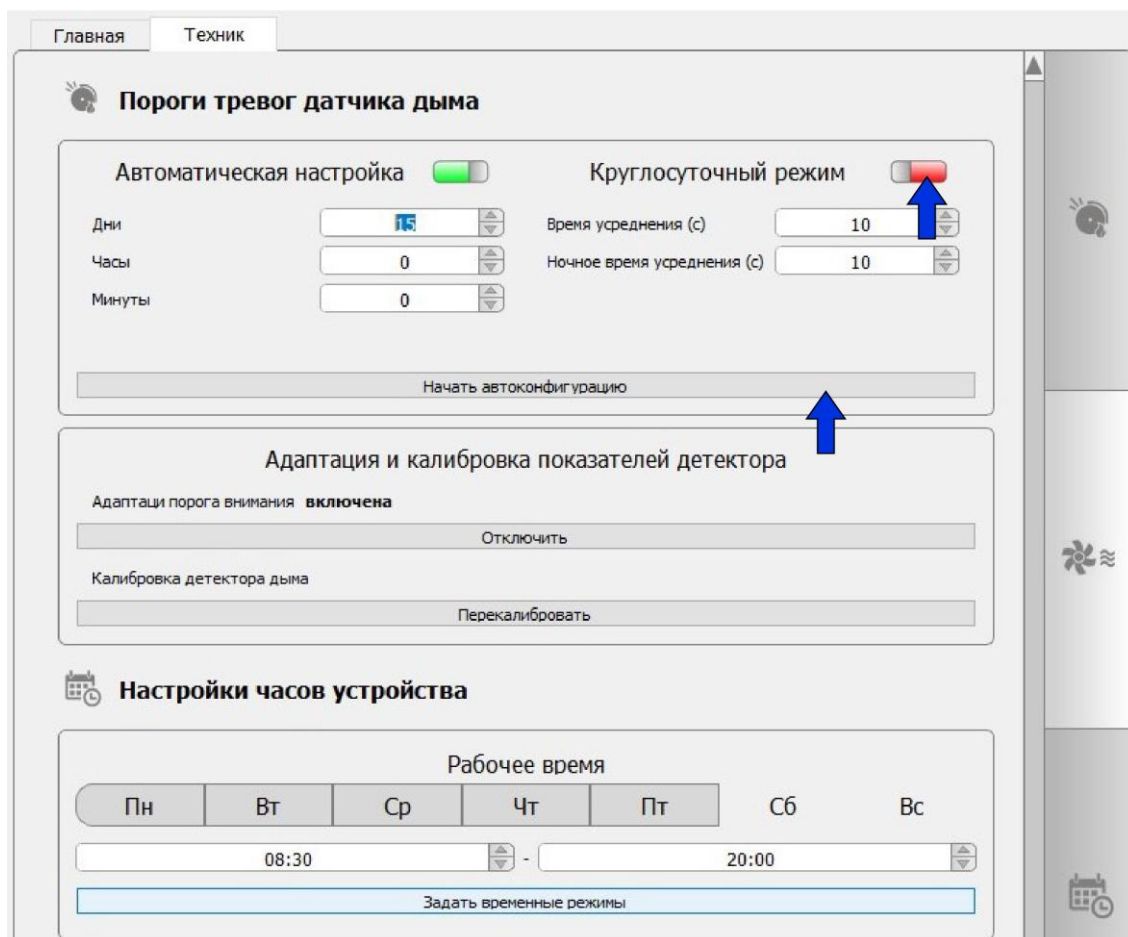 Главная Техник
Пороги тревог датчика дыма
Автоматическая настройка Круглосуточный режим
Дни 15 Время усреднения (с) 10
Часы 0 Ночное время усреднения (с) 10
Минуты 0
Начать автоконфигурацию
Адаптация и калибровка показателей детектора
Адаптаци порога внимания включена
Отключить
Калибровка детектора дыма
Перекалибровать
Настройки часов устройства
Рабочее время
Пн Вт Ср Чт Пт Сб Вс
08:30 - 20:00
Задать временные режимы